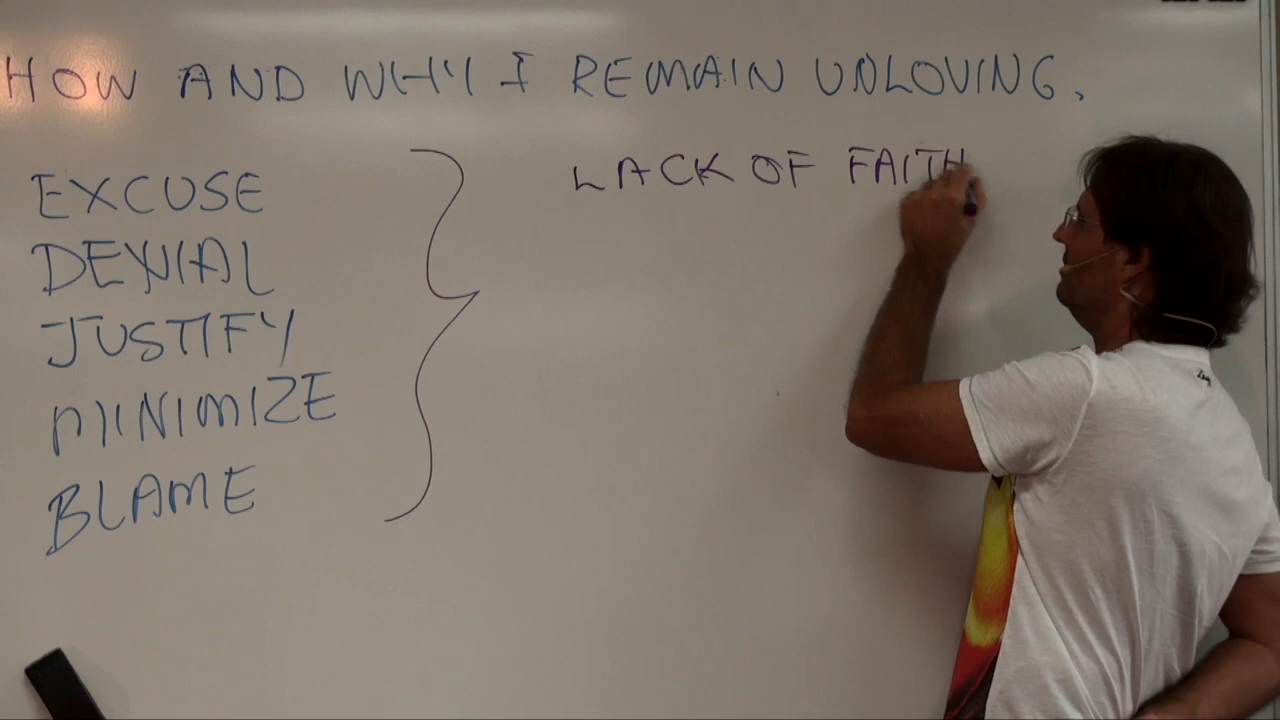 HOW AND WHY I REMAIN UNLOVING.
LACK OF FAITH
EXCUSE
DENIAL
JUSTIFY
MINIMIZE
BLAME